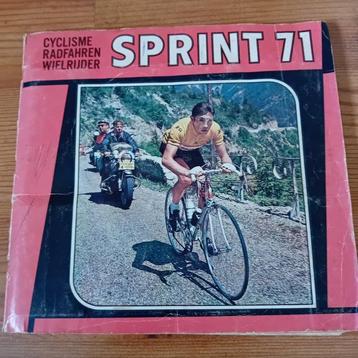 CYCLISME
RADFAHREN
WIELRIJDER
SPRINT 71